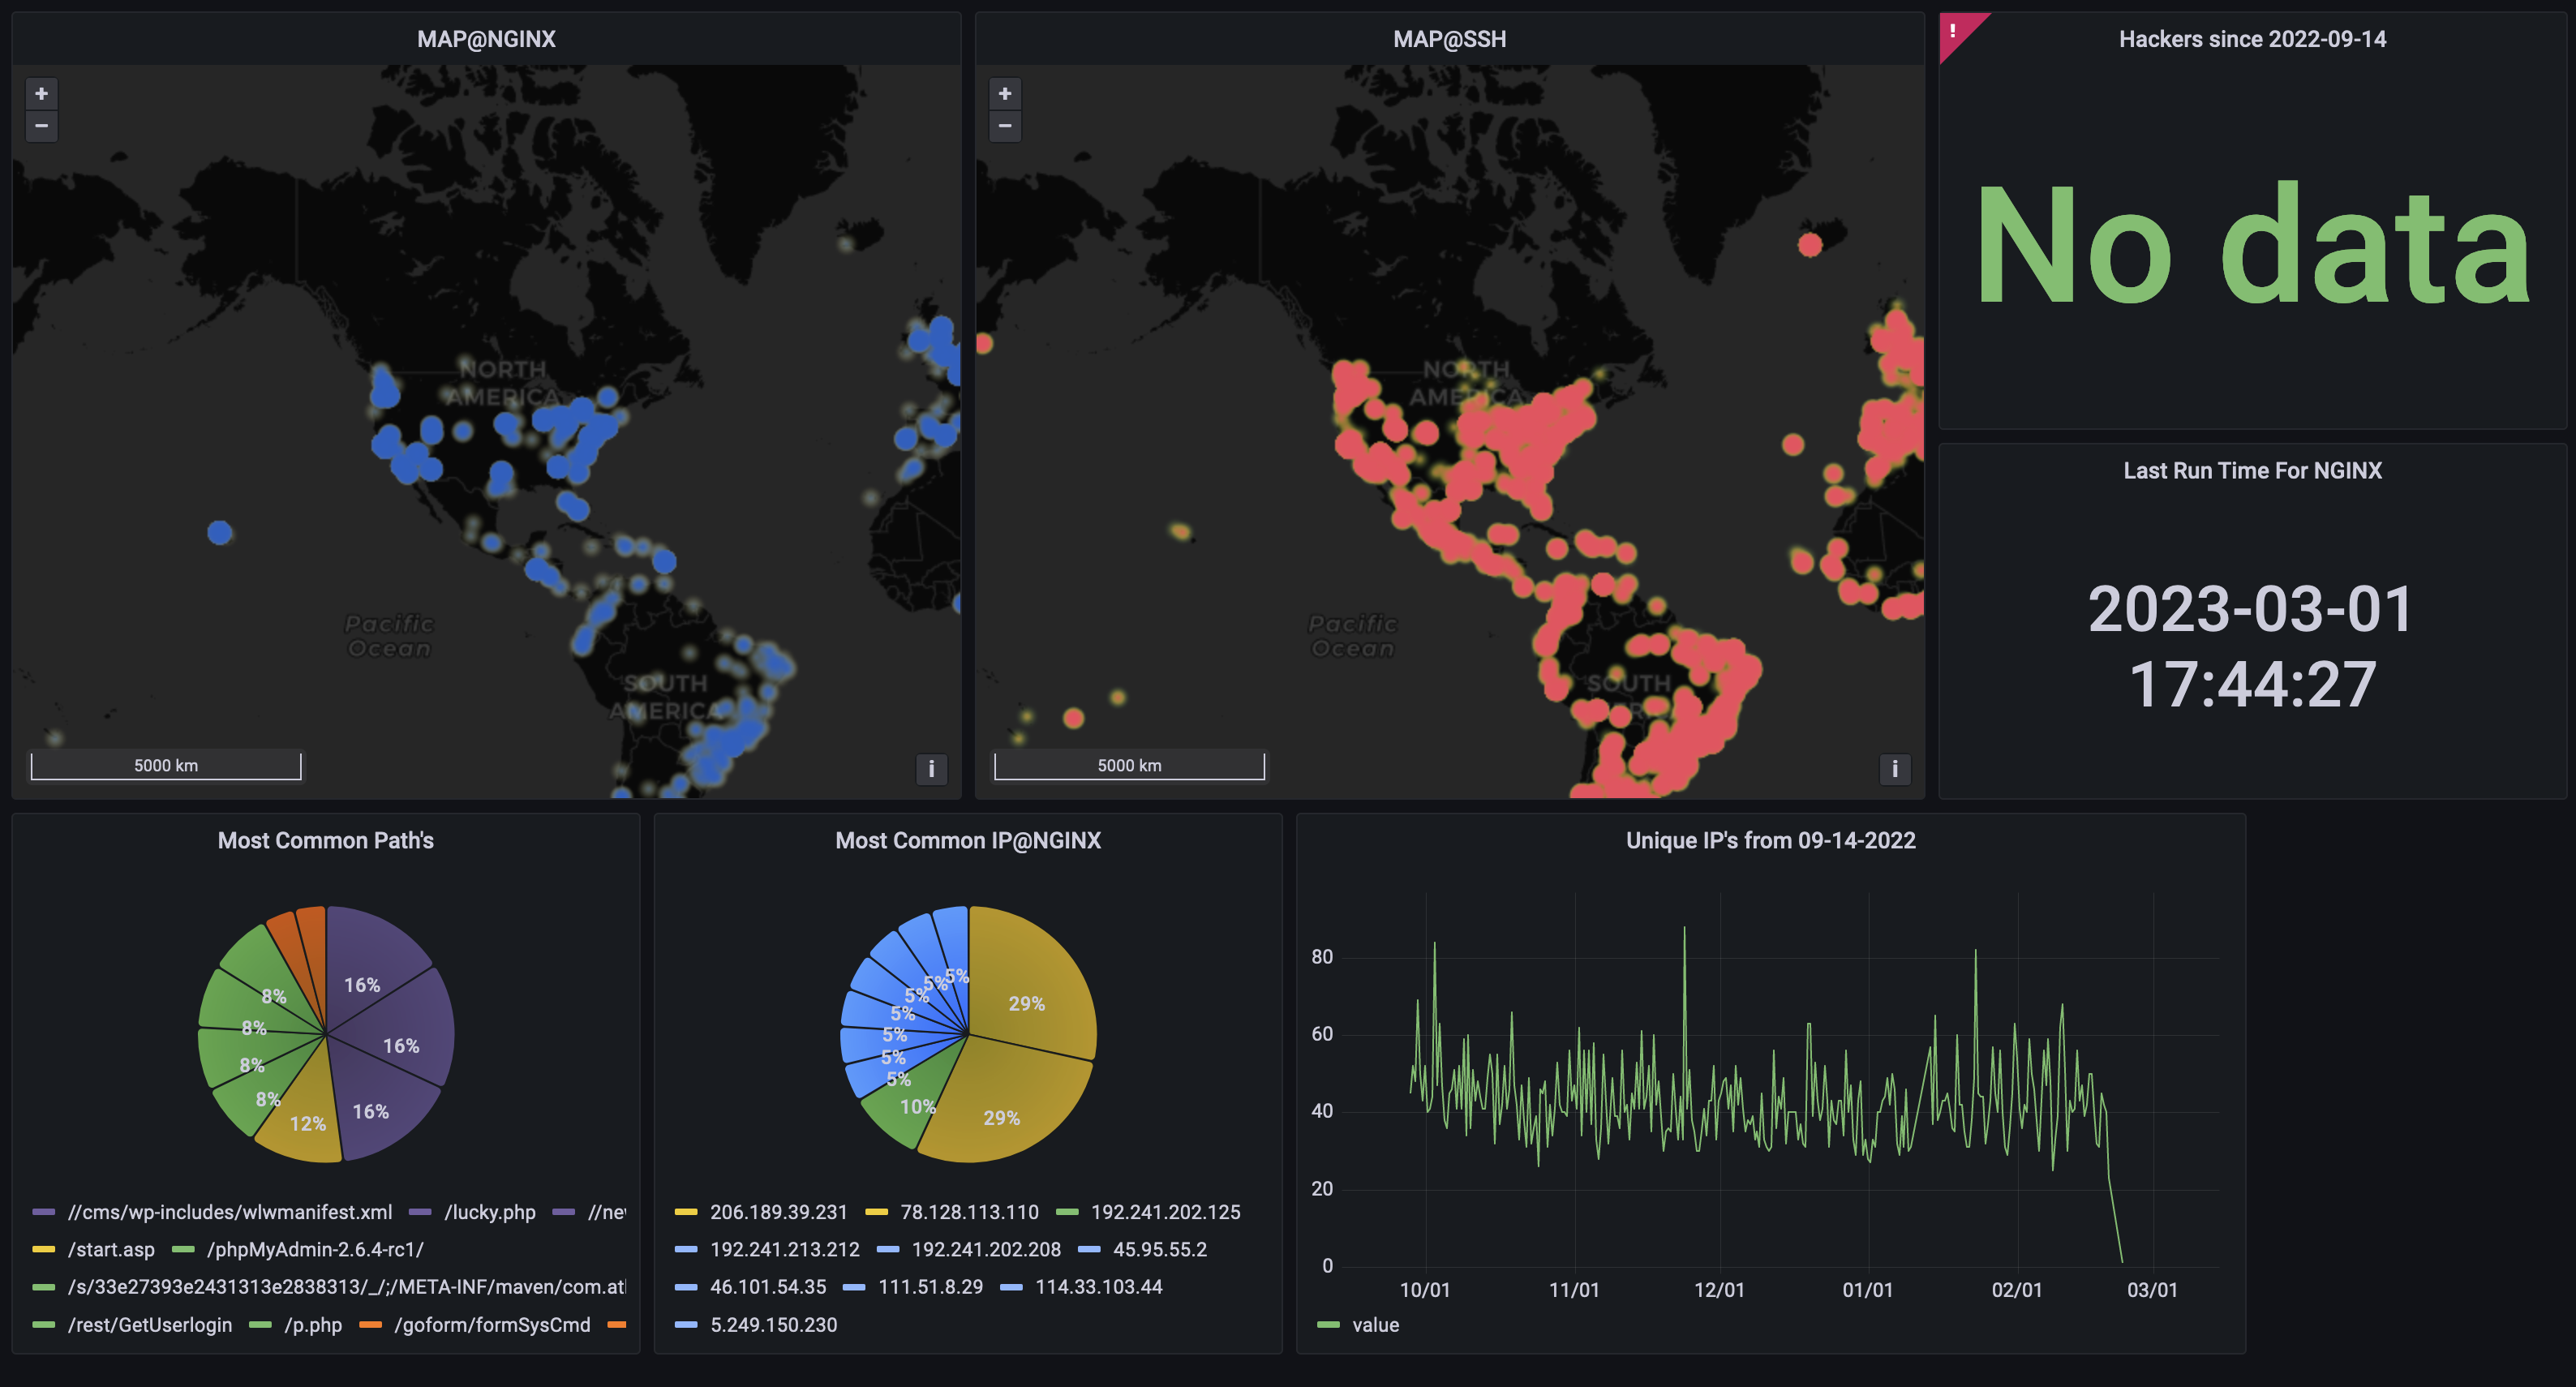 MAP@NGINX
+
−
NORTH
AMERICA
Pacific
Ocean
SOUTH
AMERICA
5000 km
i
MAP@SSH
+
−
NORTH
AMERICA
Pacific
Ocean
SOUTH
5000 km
i
!
Hackers since 2022-09-14
No data
Last Run Time For NGINX
2023-03-01
17:44:27
Most Common Path's
16%
16%
16%
12%
8%
8%
8%
8%
//cms/wp-includes/wlwmanifest.xml /lucky.php
/start.asp /phpMyAdmin-2.6.4-rc1/
/s/33e27393e2431313e2838313/_/;/META-INF/maven/com.atl
/rest/GetUserlogin /p.php /goform/formSysCmd
Most Common IP@NGINX
29%
29%
10%
5%
5%
5%
5%
5%
5%
5%
206.189.39.231 78.128.113.110 192.241.202.125
192.241.213.212 192.241.202.208 45.95.55.2
46.101.54.35 111.51.8.29 114.33.103.44
5.249.150.230
Unique IP's from 09-14-2022
80
60
40
20
0
10/01 11/01 12/01 01/01 02/01 03/01
value